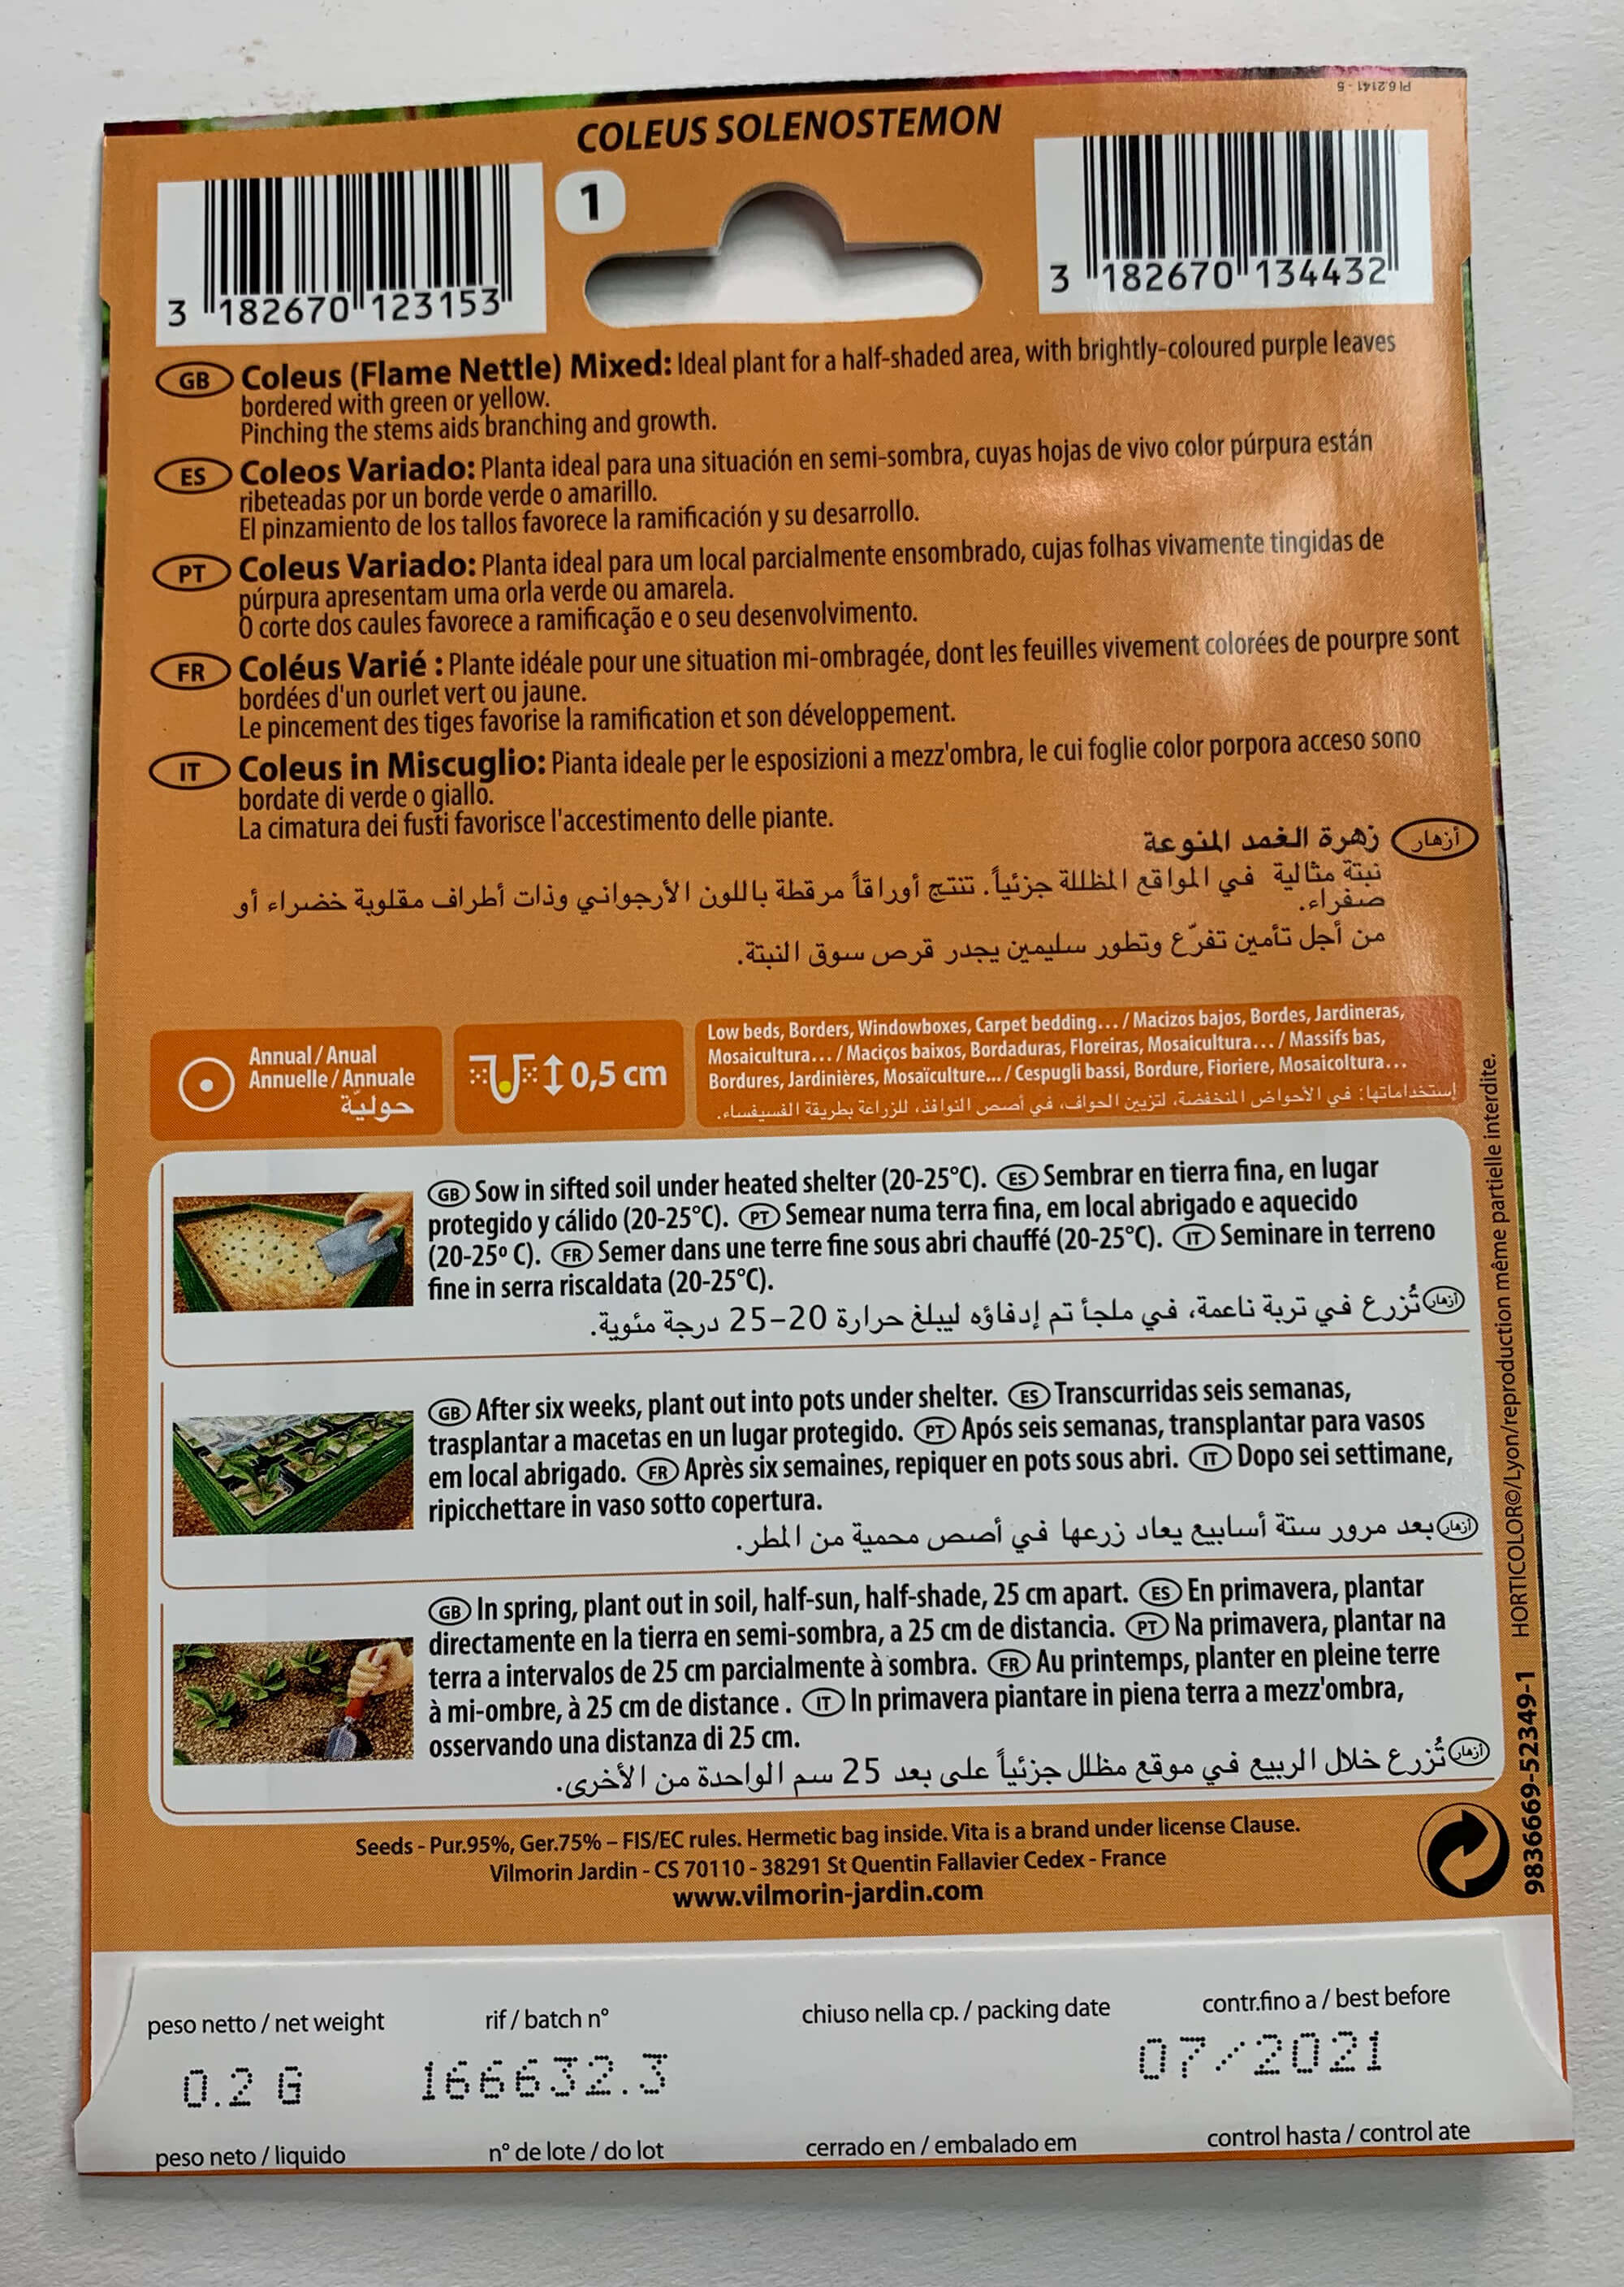 PI 6.2141 - 5
COLEUS SOLENOSTEMON
1
3 182670 123153
3 182670 134432
GB Coleus (Flame Nettle) Mixed: Ideal plant for a half-shaded area, with brightly-coloured purple leaves
bordered with green or yellow.
Pinching the stems aids branching and growth.
ES Coleos Variado: Planta ideal para una situación en semi-sombra, cuyas hojas de vivo color púrpura están
ribeteadas por un borde verde o amarillo.
El pinzamiento de los tallos favorece la ramificación y su desarrollo.
PT Coleus Variado: Planta ideal para um local parcialmente ensombrado, cujas folhas vivamente tingidas de
púrpura apresentam uma orla verde ou amarela.
O corte dos caules favorece a ramificação e o seu desenvolvimento.
FR Coléus Varié : Plante idéale pour une situation mi-ombragée, dont les feuilles vivement colorées de pourpre sont
bordées d'un ourlet vert ou jaune.
Le pincement des tiges favorise la ramification et son développement.
IT Coleus in Miscuglio: Pianta ideale per le esposizioni a mezz'ombra, le cui foglie color porpora acceso sono
bordate di verde o giallo.
La cimatura dei fusti favorisce l'accestimento delle piante.
أزهار زهرة الغمد المنوعة
نبتة مثالية في المواقع المظللة جزئياً. تنتج أوراقاً مرقطة باللون الأرجواني وذات أطراف مقلوبة خضراء أو
صفراء.
من أجل تأمين تفرّع وتطور سليمين يجدر قرص سوق النبتة.
Annual / Anual
Annuelle / Annuale
حوليّة
0,5 cm
Low beds, Borders, Windowboxes, Carpet bedding... / Macizos bajos, Bordes, Jardineras,
Mosaicultura... / Maciços baixos, Bordaduras, Floreiras, Mosaicultura... / Massifs bas,
Bordures, Jardinières, Mosaïculture... / Cespugli bassi, Bordure, Fioriere, Mosaicoltura...
إستخداماتها: في الأحواض المنخفضة، لتزيين الحواف، في أصص النوافذ، للزراعة بطريقة الفسيفساء.
GB Sow in sifted soil under heated shelter (20-25°C). ES Sembrar en tierra fina, en lugar
protegido y cálido (20-25°C). PT Semear numa terra fina, em local abrigado e aquecido
(20-25º C). FR Semer dans une terre fine sous abri chauffé (20-25°C). IT Seminare in terreno
fine in serra riscaldata (20-25°C).
أزهار تُزرع في تربة ناعمة، في ملجأ تم إدفاؤه ليبلغ حرارة 20-25 درجة مئوية.
GB After six weeks, plant out into pots under shelter. ES Transcurridas seis semanas,
trasplantar a macetas en un lugar protegido. PT Após seis semanas, transplantar para vasos
em local abrigado. FR Après six semaines, repiquer en pots sous abri. IT Dopo sei settimane,
ripicchettare in vaso sotto copertura.
أزهار بعد مرور ستة أسابيع يعاد زرعها في أصص محمية من المطر.
GB In spring, plant out in soil, half-sun, half-shade, 25 cm apart. ES En primavera, plantar
directamente en la tierra en semi-sombra, a 25 cm de distancia. PT Na primavera, plantar na
terra a intervalos de 25 cm parcialmente à sombra. FR Au printemps, planter en pleine terre
à mi-ombre, à 25 cm de distance . IT In primavera piantare in piena terra a mezz'ombra,
osservando una distanza di 25 cm.
أزهار تُزرع خلال الربيع في موقع مظلل جزئياً على بعد 25 سم الواحدة من الأخرى.
HORTICOLOR©/Lyon/reproduction même partielle interdite.
9836669-52349-1
Seeds - Pur.95%, Ger.75% – FIS/EC rules. Hermetic bag inside. Vita is a brand under license Clause.
Vilmorin Jardin - CS 70110 - 38291 St Quentin Fallavier Cedex - France
www.vilmorin-jardin.com
peso netto / net weight
rif / batch n°
chiuso nella cp. / packing date
contr.fino a / best before
0.2 G
166632.3
07/2021
peso neto / liquido
n° de lote / do lot
cerrado en / embalado em
control hasta / control ate